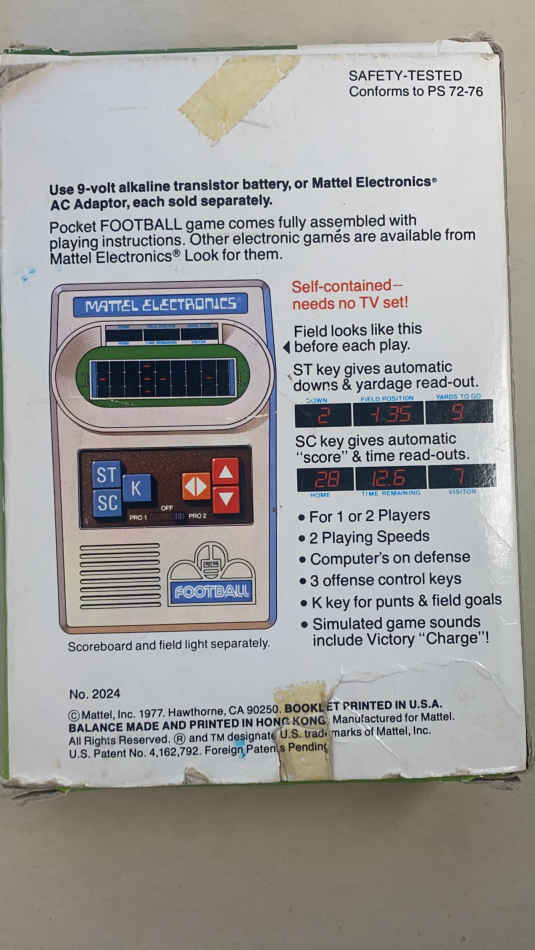 SAFETY-TESTED
Conforms to PS 72-76
Use 9-volt alkaline transistor battery, or Mattel Electronics®
AC Adaptor, each sold separately.
Pocket FOOTBALL game comes fully assembled with
playing instructions. Other electronic games are available from
Mattel Electronics® Look for them.
MATTEL ELECTRONICS®
ST
SC
K
OFF
PRO 1
PRO 2
FOOTBALL
Scoreboard and field light separately.
Self-contained—
needs no TV set!
Field looks like this
before each play.
ST key gives automatic
downs & yardage read-out.
DOWN FIELD POSITION YARDS TO GO
2 -1.35 9
SC key gives automatic
"score" & time read-outs.
28 12.6 7
HOME TIME REMAINING VISITOR
• For 1 or 2 Players
• 2 Playing Speeds
• Computer's on defense
• 3 offense control keys
• K key for punts & field goals
• Simulated game sounds
include Victory "Charge"!
No. 2024
© Mattel, Inc. 1977. Hawthorne, CA 90250. BOOKLET PRINTED IN U.S.A.
BALANCE MADE AND PRINTED IN HONG KONG. Manufactured for Mattel.
All Rights Reserved. ® and TM designate U.S. trademarks of Mattel, Inc.
U.S. Patent No. 4,162,792. Foreign Patents Pending